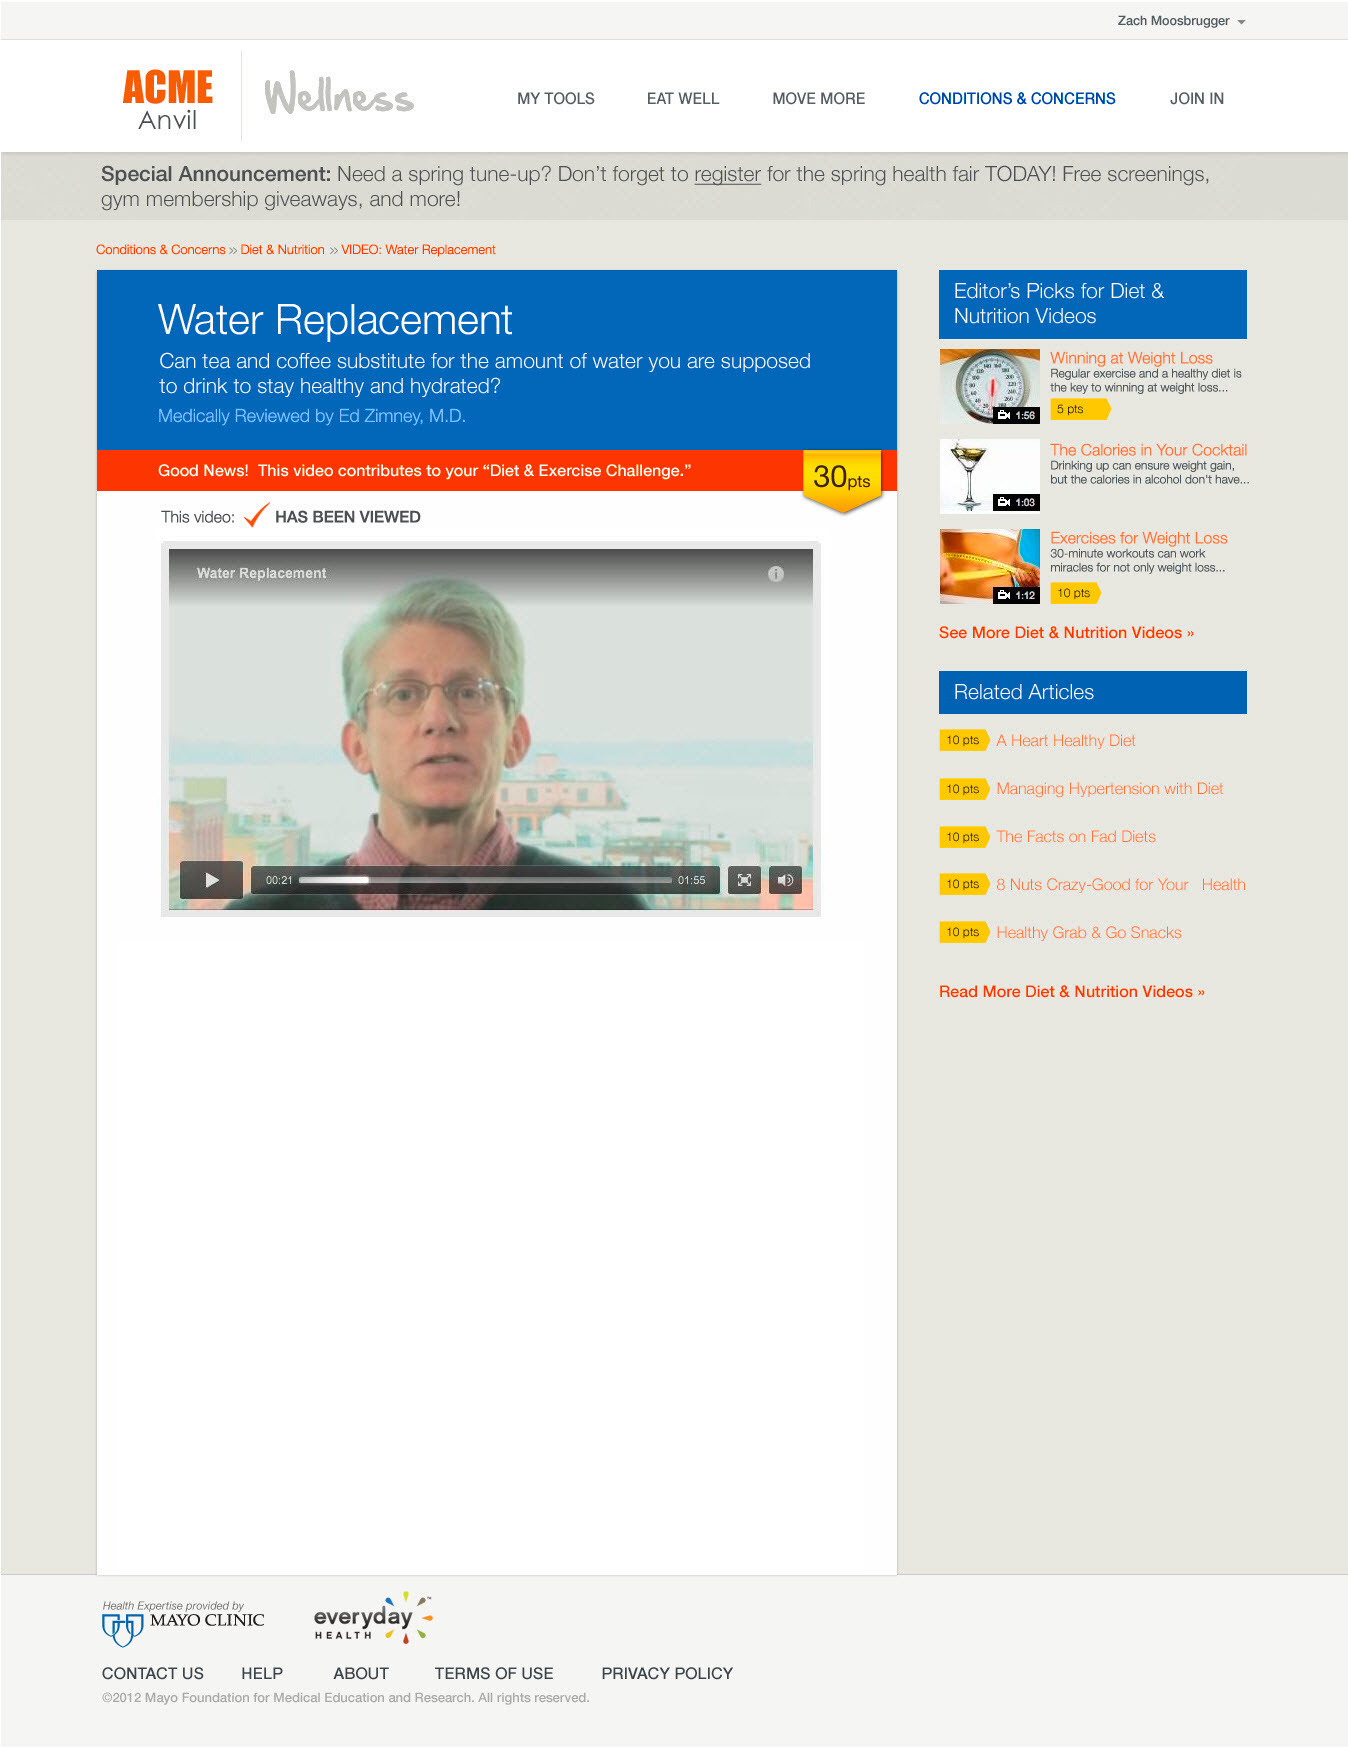 Zach Moosbrugger
ACME
Anvil
Wellness
MY TOOLS
EAT WELL
MOVE MORE
CONDITIONS & CONCERNS
JOIN IN
Special Announcement: Need a spring tune-up? Don't forget to register for the spring health fair TODAY! Free screenings,
gym membership giveaways, and more!
Conditions & Concerns » Diet & Nutrition » VIDEO: Water Replacement
Water Replacement
Can tea and coffee substitute for the amount of water you are supposed
to drink to stay healthy and hydrated?
Medically Reviewed by Ed Zimney, M.D.
Good News! This video contributes to your “Diet & Exercise Challenge.”
30pts
This video: HAS BEEN VIEWED
Water Replacement
00:21
01:55
Editor's Picks for Diet &
Nutrition Videos
Winning at Weight Loss
Regular exercise and a healthy diet is
the key to winning at weight loss...
1:56
5 pts
The Calories in Your Cocktail
Drinking up can ensure weight gain,
but the calories in alcohol don't have...
1:03
Exercises for Weight Loss
30-minute workouts can work
miracles for not only weight loss...
1:12
10 pts
See More Diet & Nutrition Videos »
Related Articles
10 pts A Heart Healthy Diet
10 pts Managing Hypertension with Diet
10 pts The Facts on Fad Diets
10 pts 8 Nuts Crazy-Good for Your Health
10 pts Healthy Grab & Go Snacks
Read More Diet & Nutrition Videos »
Health Expertise provided by
MAYO CLINIC
everyday
HEALTH
CONTACT US
HELP
ABOUT
TERMS OF USE
PRIVACY POLICY
©2012 Mayo Foundation for Medical Education and Research. All rights reserved.